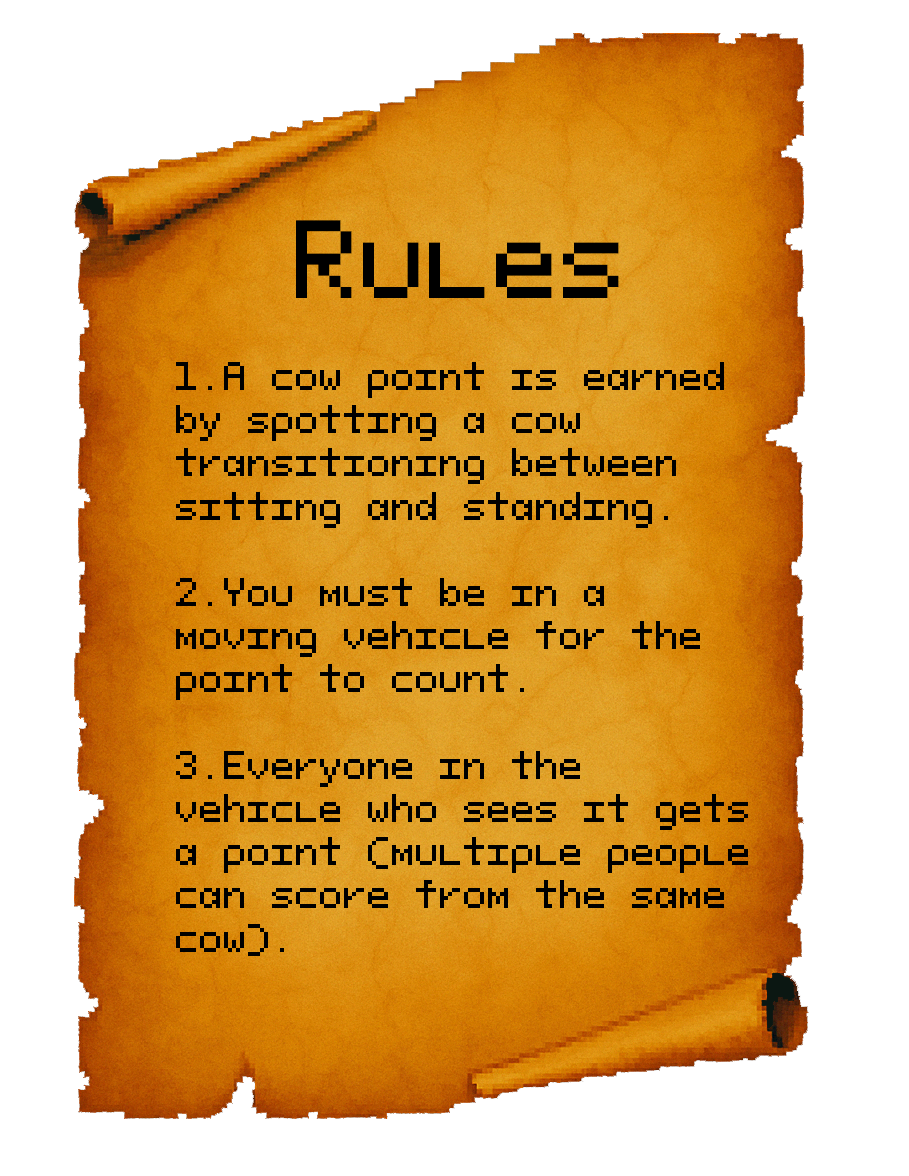 Rules
1.A cow point is earned
by spotting a cow
transitioning between
sitting and standing.
2.You must be in a
moving vehicle for the
point to count.
3.Everyone in the
vehicle who sees it gets
a point (multiple people
can score from the same
cow).